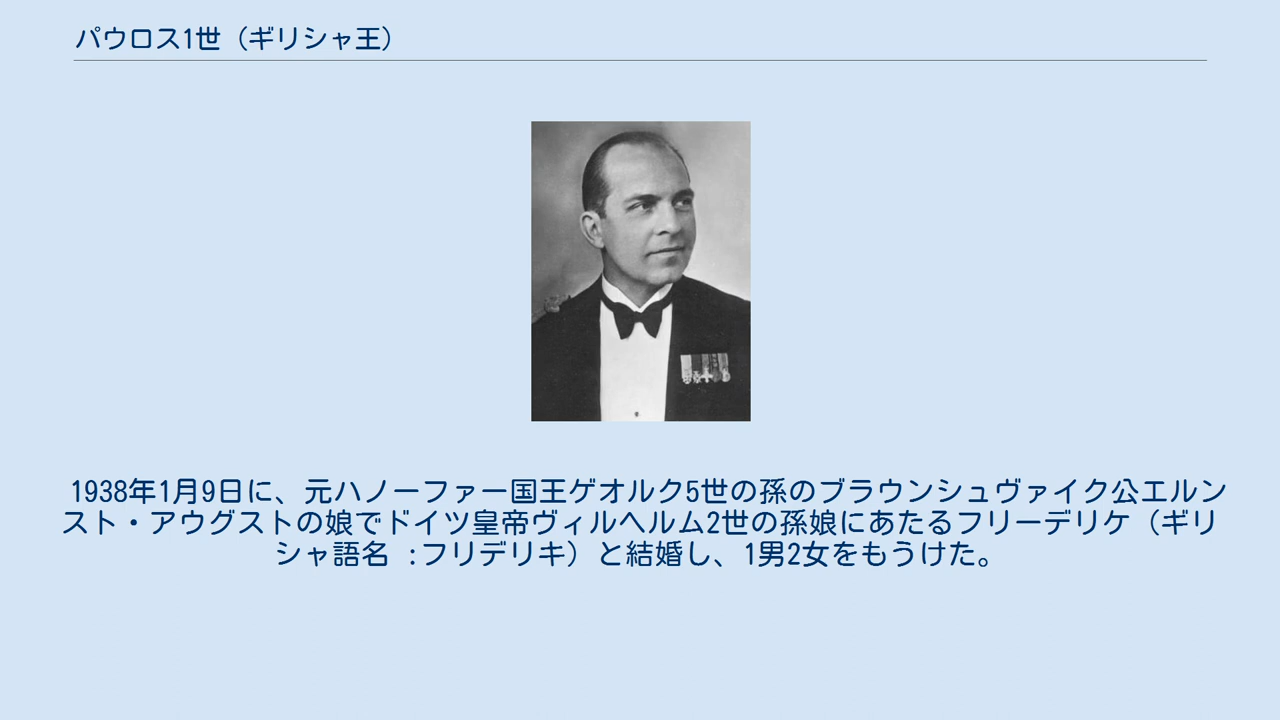 パウロス1世（ギリシャ王）
1938年1月9日に、元ハノーファー国王ゲオルク5世の孫のブラウンシュヴァイク公エルン
スト・アウグストの娘でドイツ皇帝ヴィルヘルム2世の孫娘にあたるフリーデリケ（ギリ
シャ語名 :フリデリキ）と結婚し、1男2女をもうけた。